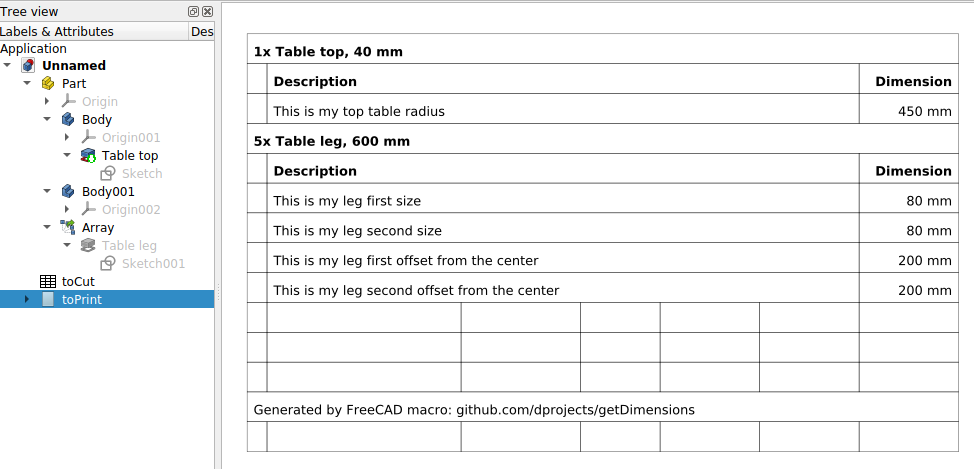 Tree view
Labels & Attributes Des
Application
Unnamed
Part
Origin
Body
Origin001
Table top
Sketch
Body001
Origin002
Array
Table leg
Sketch001
toCut
toPrint
1x Table top, 40 mm
Description Dimension
This is my top table radius 450 mm
5x Table leg, 600 mm
Description Dimension
This is my leg first size 80 mm
This is my leg second size 80 mm
This is my leg first offset from the center 200 mm
This is my leg second offset from the center 200 mm
Generated by FreeCAD macro: github.com/dprojects/getDimensions